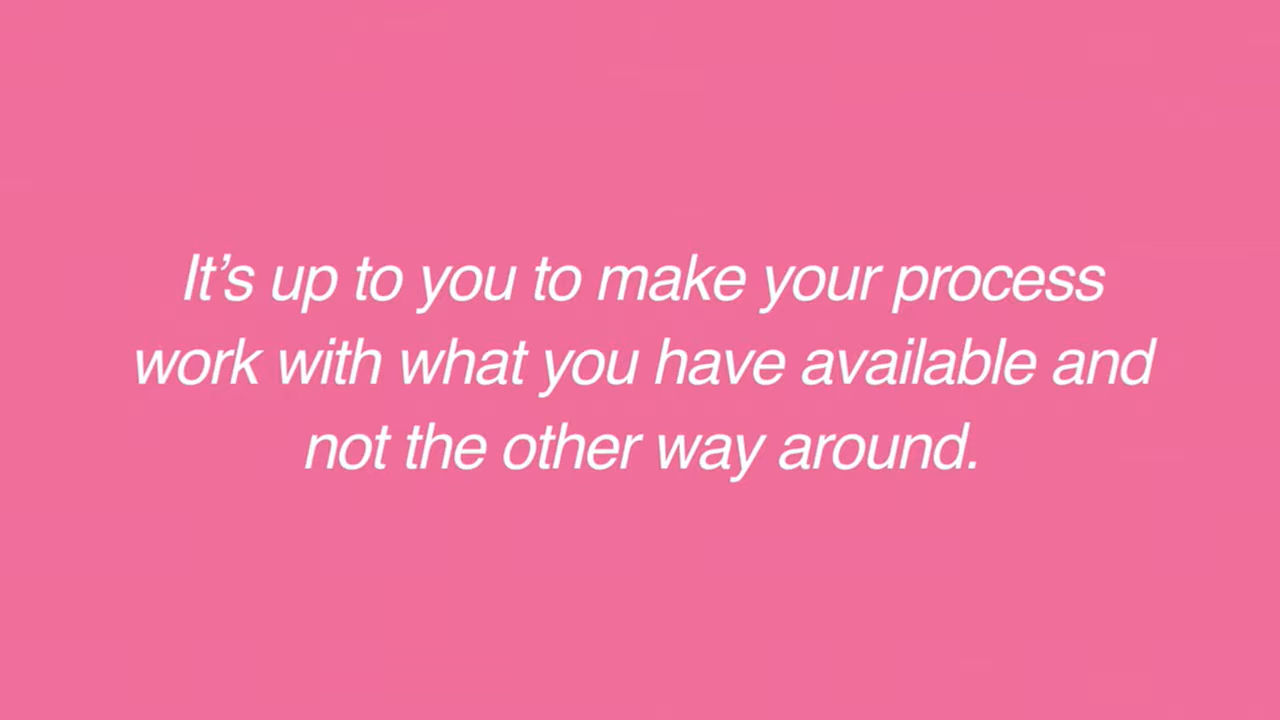 It’s up to you to make your process
work with what you have available and
not the other way around.